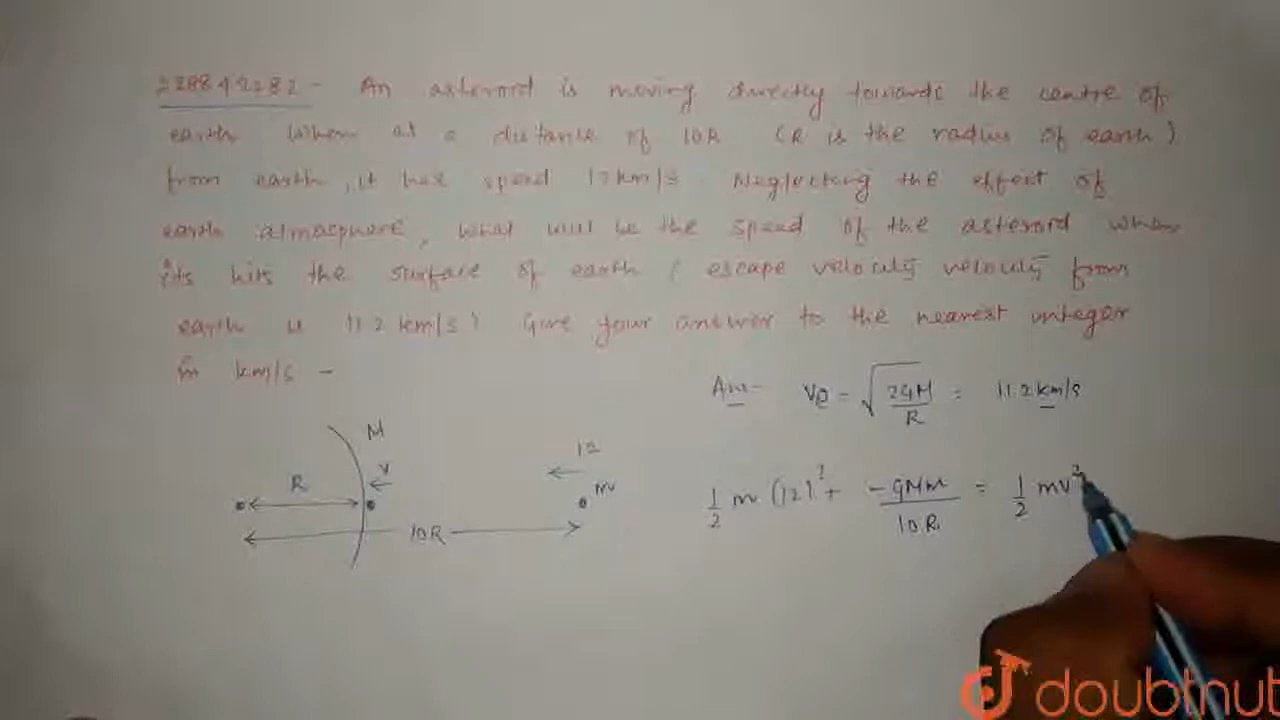 228842282 - An asteroid is moving directly towards the centre of
earth when at a distance of 10R (R is the radius of earth)
from earth, it has speed 12km/s. Neglecting the effect of
earth atmosphere, what will be the speed of the asteroid when
its hits the surface of earth (escape velocity velocity from
earth is 11.2 km/s) Give your answer to the nearest integer
in km/s -
Ans- Ve = √2GM/R = 11.2km/s
M
R
V
12
m
10R
1/2 m (12)² + -GMm/10R = 1/2 mv²
doubtnut